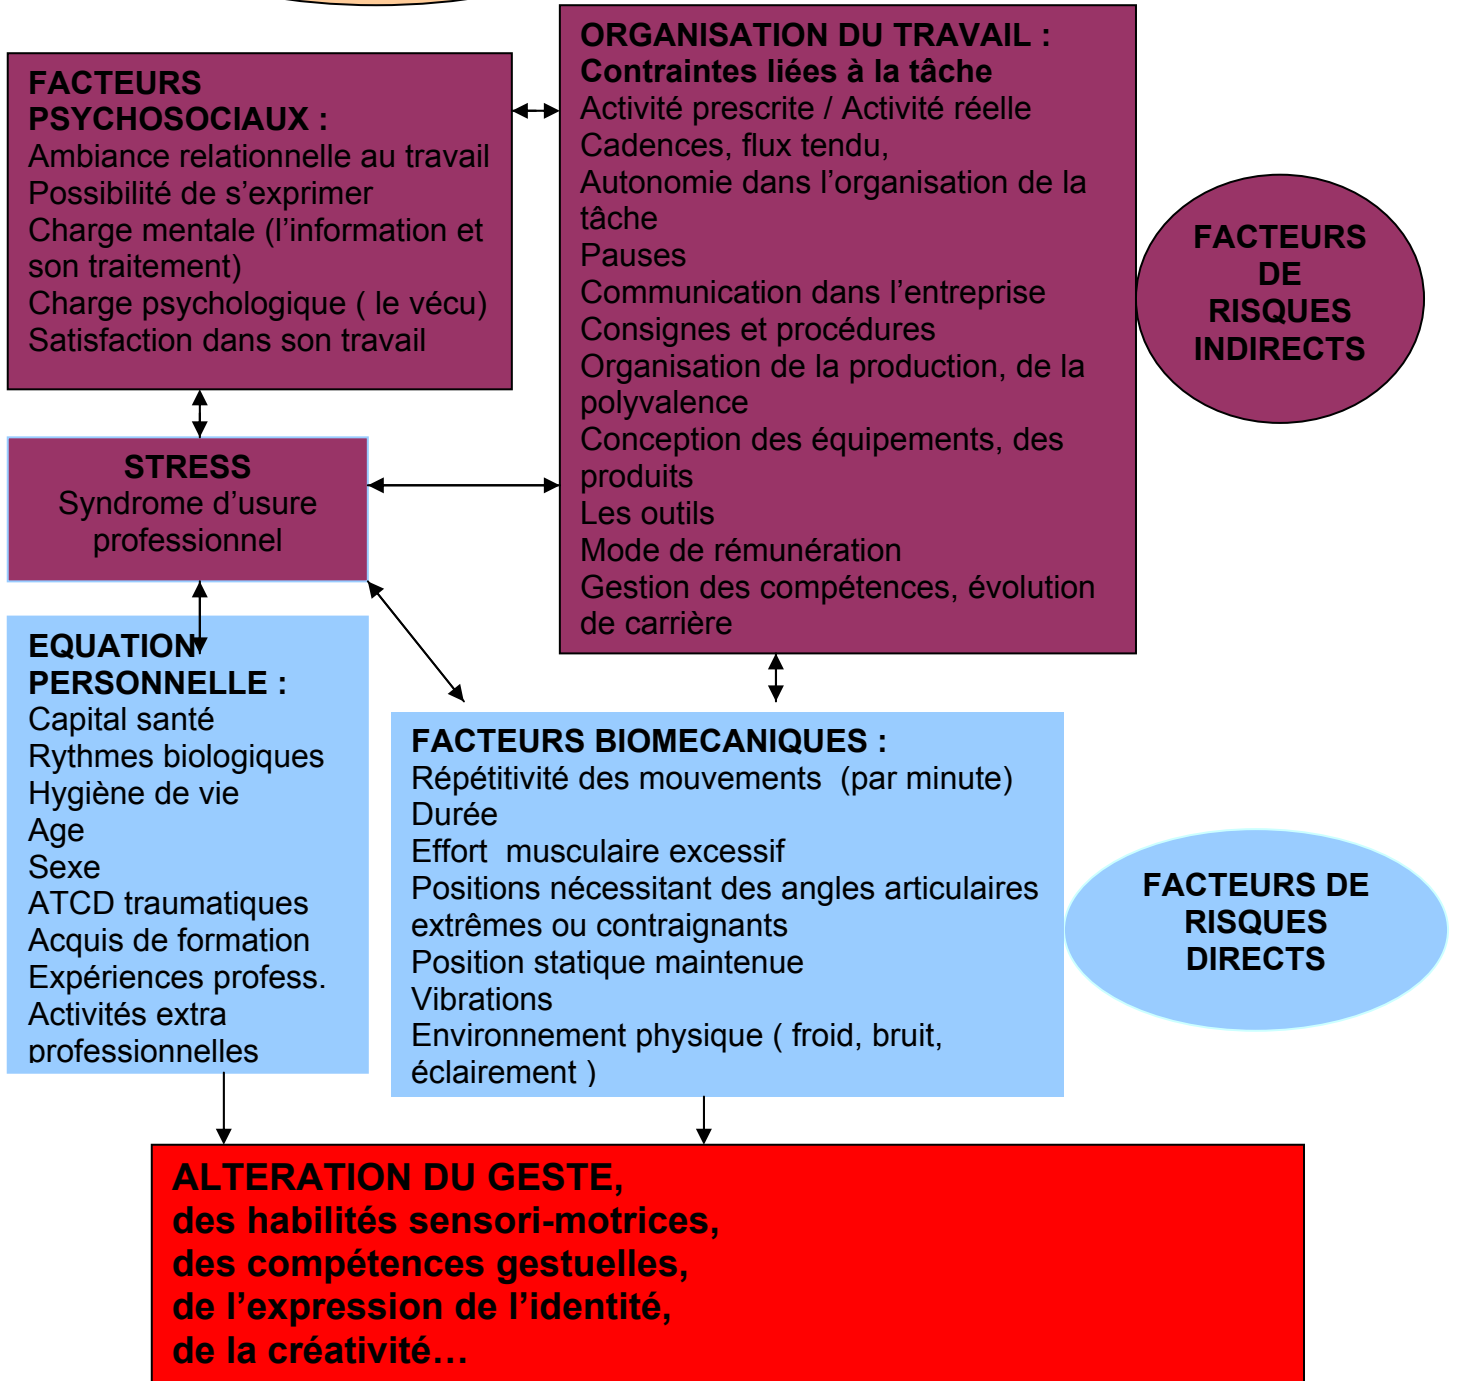 FACTEURS
PSYCHOSOCIAUX :
Ambiance relationnelle au travail
Possibilité de s’exprimer
Charge mentale (l’information et
son traitement)
Charge psychologique ( le vécu)
Satisfaction dans son travail
ORGANISATION DU TRAVAIL :
Contraintes liées à la tâche
Activité prescrite / Activité réelle
Cadences, flux tendu,
Autonomie dans l’organisation de la
tâche
Pauses
Communication dans l’entreprise
Consignes et procédures
Organisation de la production, de la
polyvalence
Conception des équipements, des
produits
Les outils
Mode de rémunération
Gestion des compétences, évolution
de carrière
FACTEURS
DE
RISQUES
INDIRECTS
STRESS
Syndrome d’usure
professionnel
EQUATION
PERSONNELLE :
Capital santé
Rythmes biologiques
Hygiène de vie
Age
Sexe
ATCD traumatiques
Acquis de formation
Expériences profess.
Activités extra
professionnelles
FACTEURS BIOMECANIQUES :
Répétitivité des mouvements  (par minute)
Durée
Effort  musculaire excessif
Positions nécessitant des angles articulaires
extrêmes ou contraignants
Position statique maintenue
Vibrations
Environnement physique ( froid, bruit,
éclairement )
FACTEURS DE
RISQUES
DIRECTS
ALTERATION DU GESTE,
des habilités sensori-motrices,
des compétences gestuelles,
de l’expression de l’identité,
de la créativité…